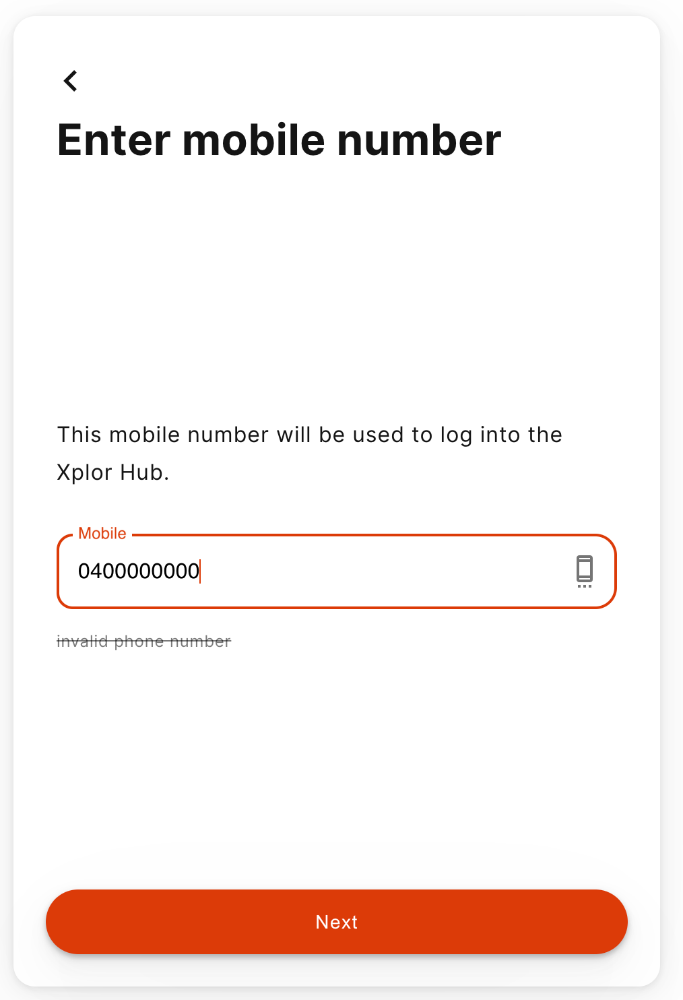 Enter mobile number
This mobile number will be used to log into the
Xplor Hub.
Mobile
0400000000
invalid phone number
Next